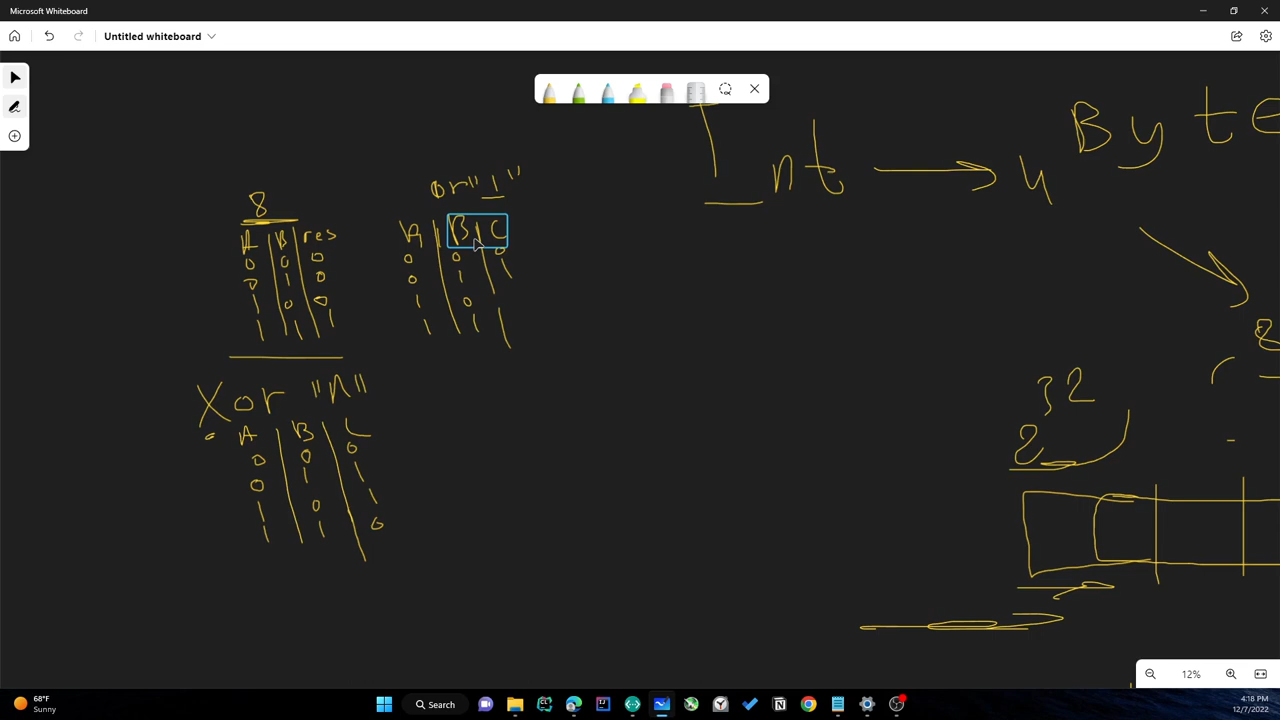 Microsoft Whiteboard
Untitled whiteboard
Int → 4 Byte
8
A B res
0 0 0
0 1 0
1 0 0
1 1 1
or "|"
A B C
0 0 0
0 1 1
1 0 1
1 1 1
Xor "^"
A B C
0 0 0
0 1 1
1 0 1
1 1 0
32
2
8
12%
68°F
Sunny
Search
4:18 PM
12/7/2022